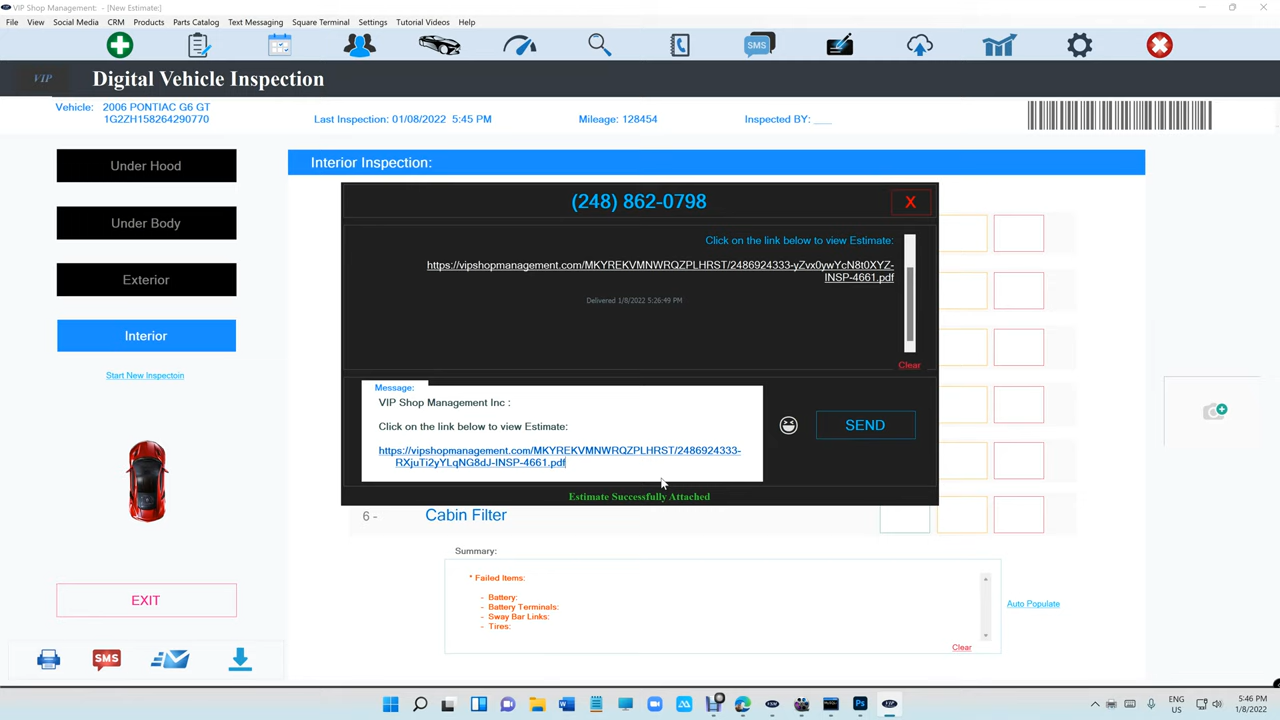 VIP Shop Management: - [New Estimate:]
File View Social Media CRM Products Parts Catalog Text Messaging Square Terminal Settings Tutorial Videos Help
SMS
VIP Digital Vehicle Inspection
Vehicle: 2006 PONTIAC G6 GT
1G2ZH158264290770
Last Inspection: 01/08/2022 5:45 PM
Mileage: 128454
Inspected BY: ___
Under Hood
Under Body
Exterior
Interior
Start New Inspectoin
EXIT
SMS
Interior Inspection:
(248) 862-0798
X
Click on the link below to view Estimate:
https://vipshopmanagement.com/MKYREKVMNWRQZPLHRST/2486924333-yZvx0ywYcN8t0XYZ-
INSP-4661.pdf
Delivered 1/8/2022 5:26:49 PM
Clear
Message:
VIP Shop Management Inc :
Click on the link below to view Estimate:
https://vipshopmanagement.com/MKYREKVMNWRQZPLHRST/2486924333-
RXjuTi2yYLqNG8dJ-INSP-4661.pdf
SEND
Estimate Successfully Attached
6 - Cabin Filter
Summary:
* Failed Items:
- Battery:
- Battery Terminals:
- Sway Bar Links:
- Tires:
Auto Populate
Clear
ENG
US
5:46 PM
1/8/2022